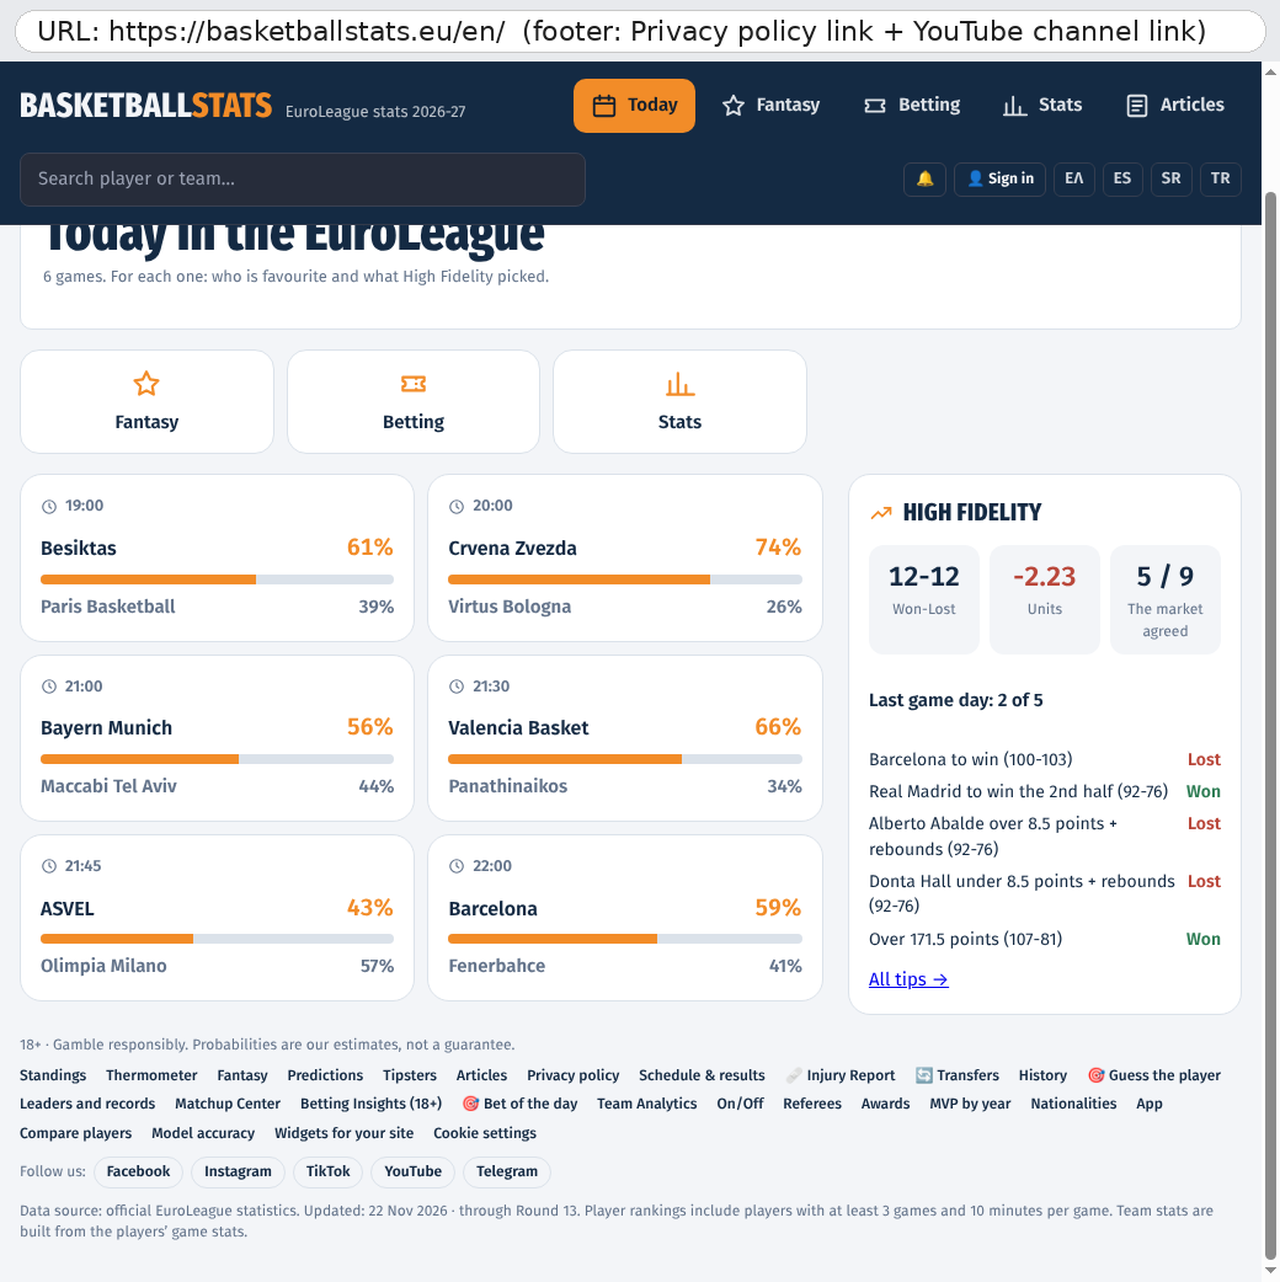 URL: https://basketballstats.eu/en/ (footer: Privacy policy link + YouTube channel link)
BASKETBALLSTATS EuroLeague stats 2026-27
Today Fantasy Betting Stats Articles
Search player or team...
🔔 👤 Sign in ΕΛ ES SR TR
Today in the EuroLeague
6 games. For each one: who is favourite and what High Fidelity picked.
Fantasy Betting Stats
19:00
Besiktas 61%
Paris Basketball 39%
20:00
Crvena Zvezda 74%
Virtus Bologna 26%
21:00
Bayern Munich 56%
Maccabi Tel Aviv 44%
21:30
Valencia Basket 66%
Panathinaikos 34%
21:45
ASVEL 43%
Olimpia Milano 57%
22:00
Barcelona 59%
Fenerbahce 41%
HIGH FIDELITY
12-12 -2.23 5 / 9
Won-Lost Units The market
agreed
Last game day: 2 of 5
Barcelona to win (100-103) Lost
Real Madrid to win the 2nd half (92-76) Won
Alberto Abalde over 8.5 points + Lost
rebounds (92-76)
Donta Hall under 8.5 points + rebounds Lost
(92-76)
Over 171.5 points (107-81) Won
All tips →
18+ · Gamble responsibly. Probabilities are our estimates, not a guarantee.
Standings Thermometer Fantasy Predictions Tipsters Articles Privacy policy Schedule & results 🩹 Injury Report 🔄 Transfers History 🎯 Guess the player
Leaders and records Matchup Center Betting Insights (18+) 🎯 Bet of the day Team Analytics On/Off Referees Awards MVP by year Nationalities App
Compare players Model accuracy Widgets for your site Cookie settings
Follow us: Facebook Instagram TikTok YouTube Telegram
Data source: official EuroLeague statistics. Updated: 22 Nov 2026 · through Round 13. Player rankings include players with at least 3 games and 10 minutes per game. Team stats are
built from the players' game stats.